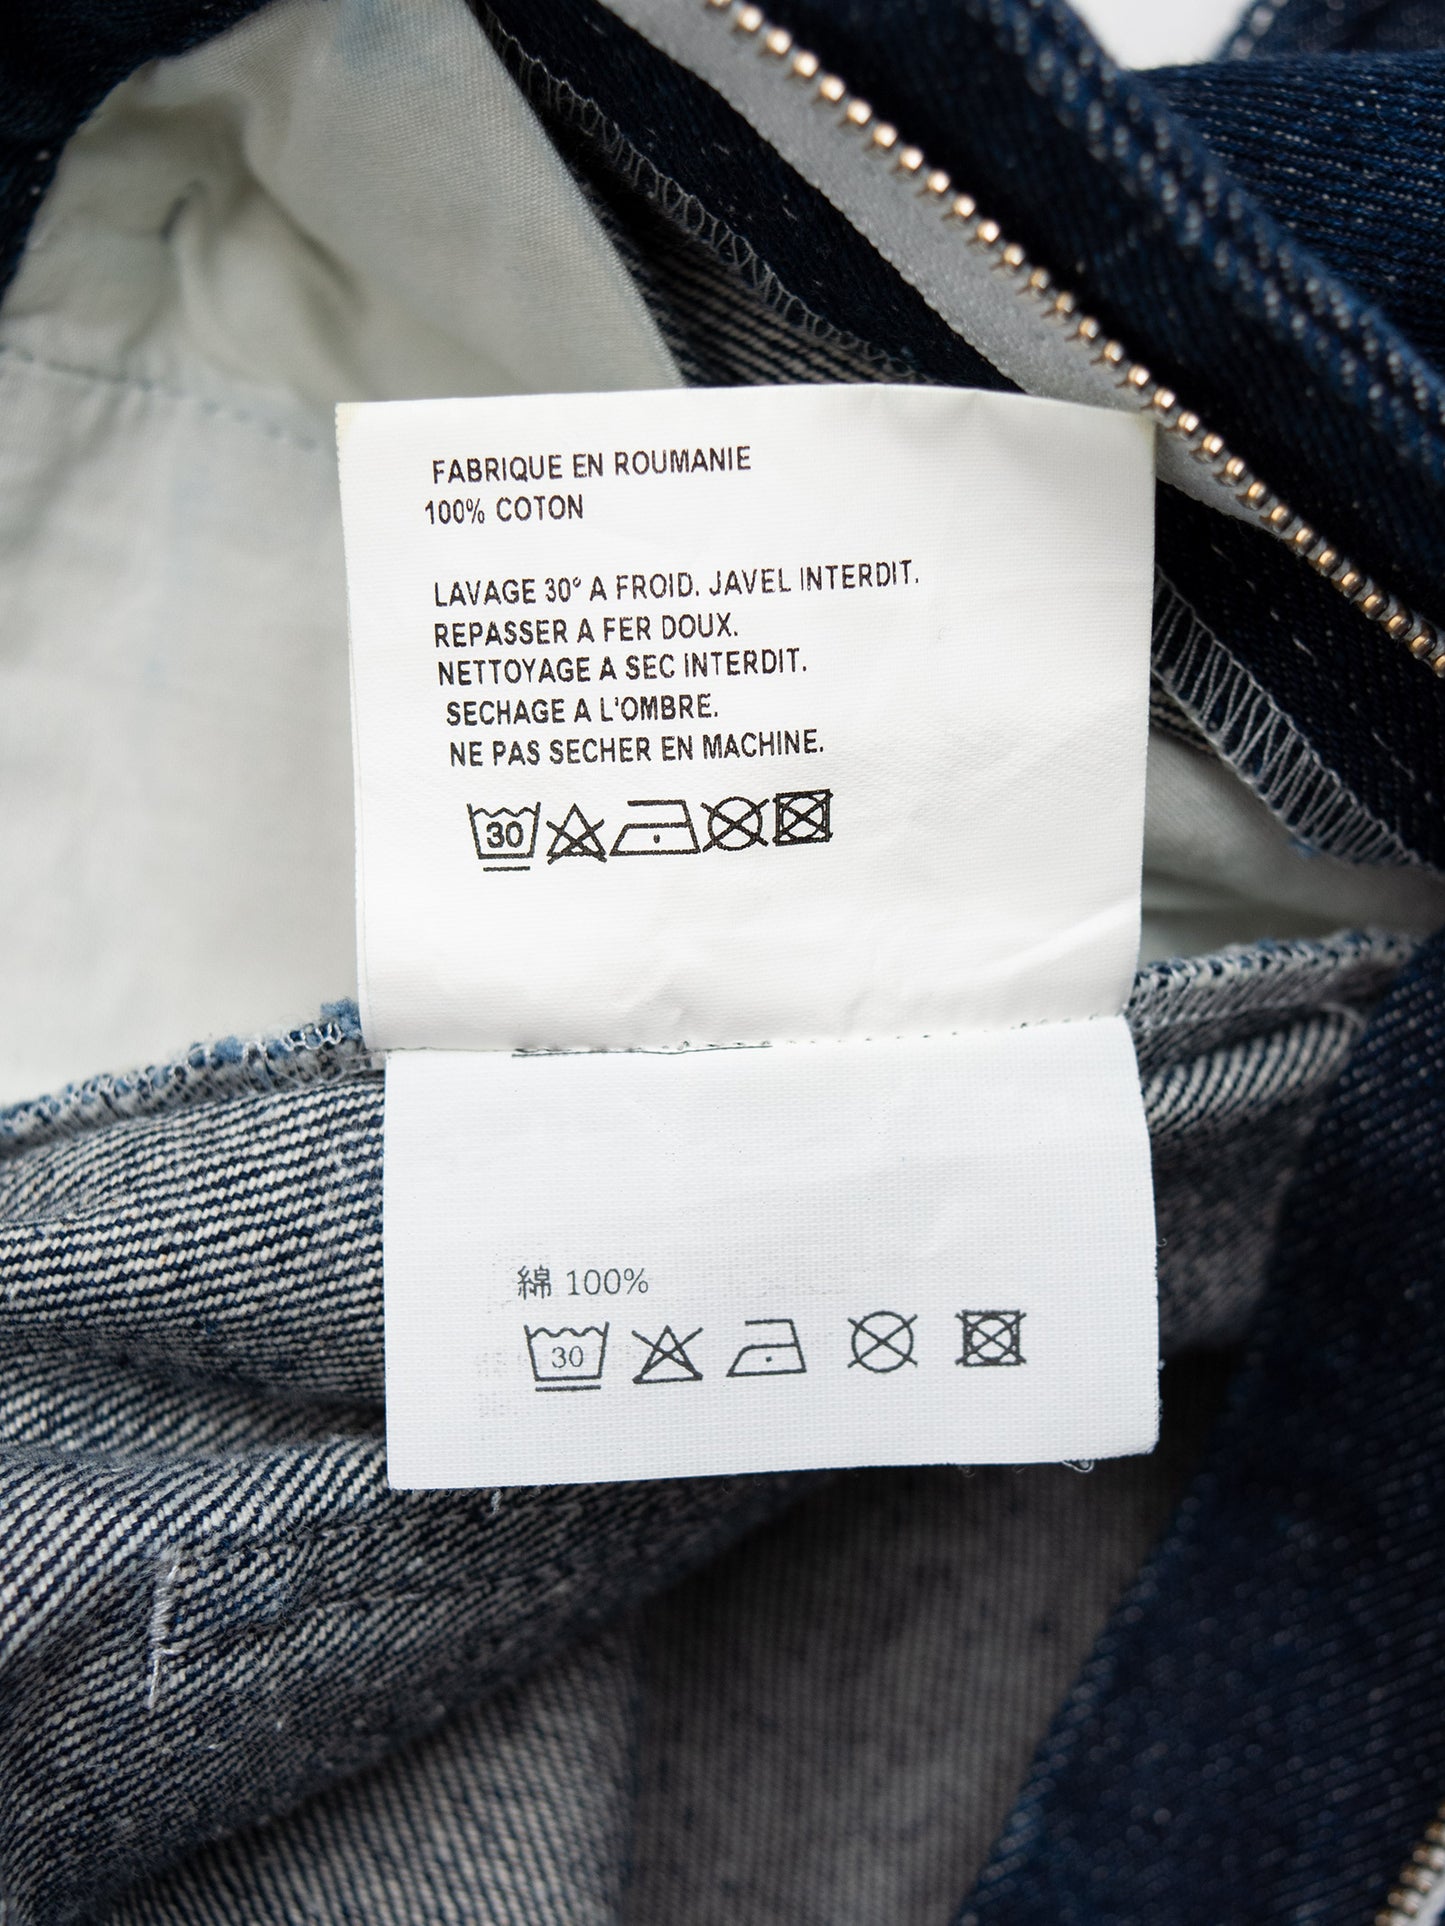 FABRIQUE EN ROUMANIE
100% COTON
LAVAGE 30° A FROID. JAVEL INTERDIT.
REPASSER A FER DOUX.
NETTOYAGE A SEC INTERDIT.
SECHAGE A L'OMBRE.
NE PAS SECHER EN MACHINE.
30
綿 100%
30